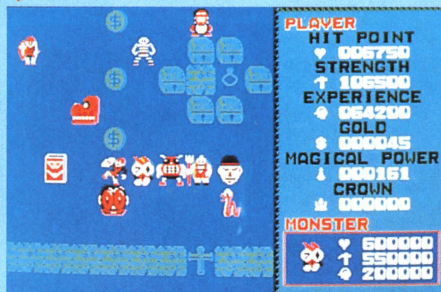 PLAYER
HIT POINT
006750
STRENGTH
106500
EXPERIENCE
064200
GOLD
000045
MAGICAL POWER
000161
CROWN
000000
MONSTER
600000
550000
200000